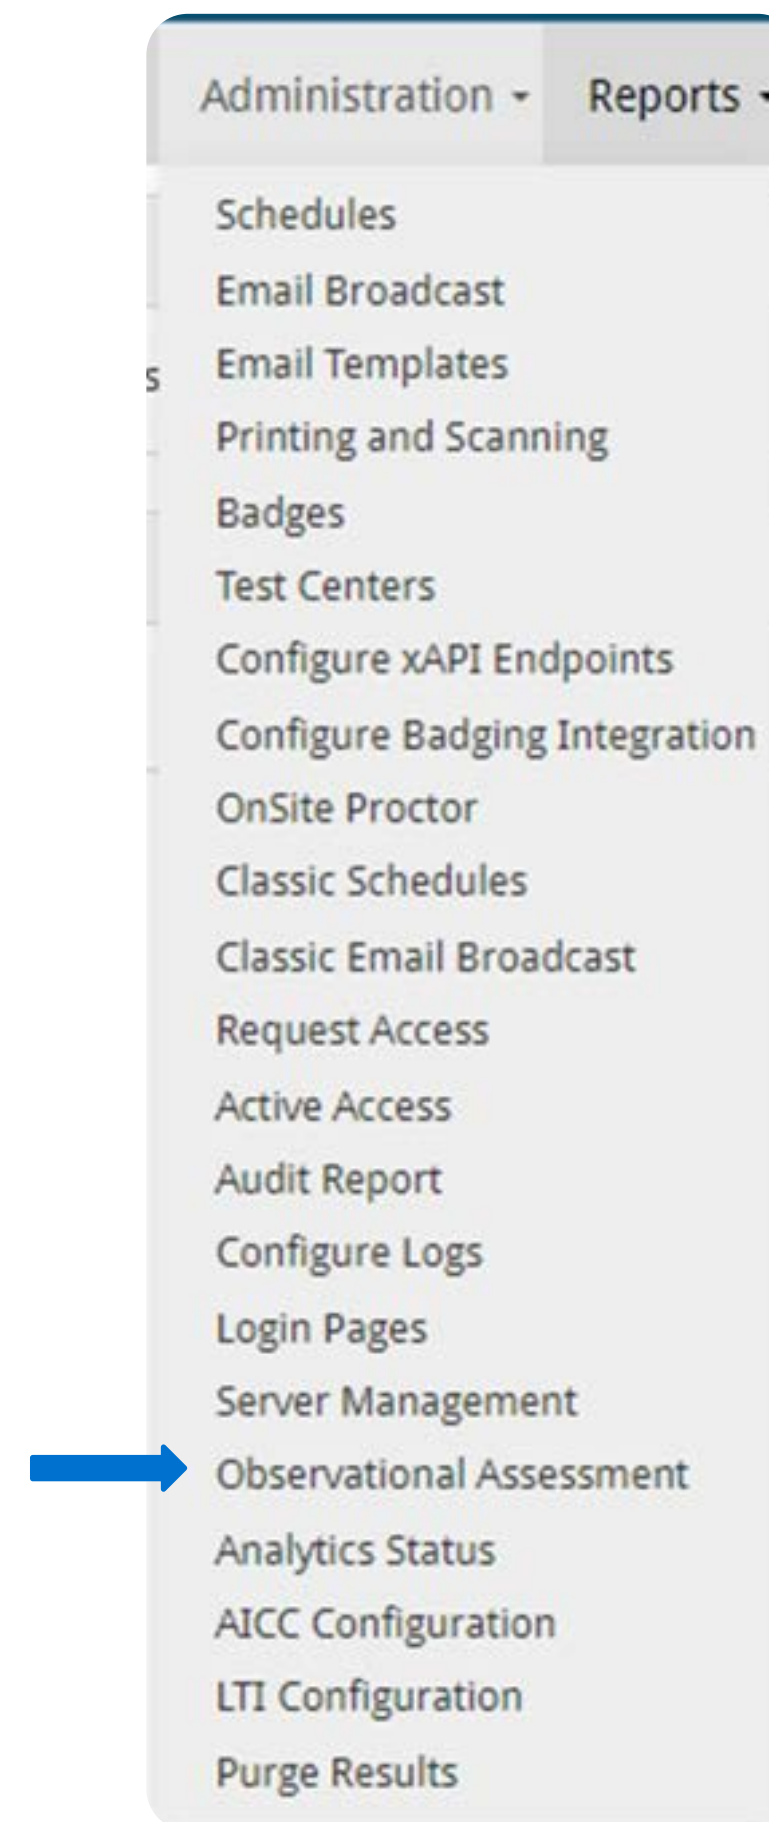 Administration Reports
Schedules
Email Broadcast
s
Email Templates
Printing and Scanning
Badges
Test Centers
Configure xAPI Endpoints
Configure Badging Integration
OnSite Proctor
Classic Schedules
Classic Email Broadcast
Request Access
Active Access
Audit Report
Configure Logs
Login Pages
Server Management
Observational Assessment
Analytics Status
AICC Configuration
LTI Configuration
Purge Results